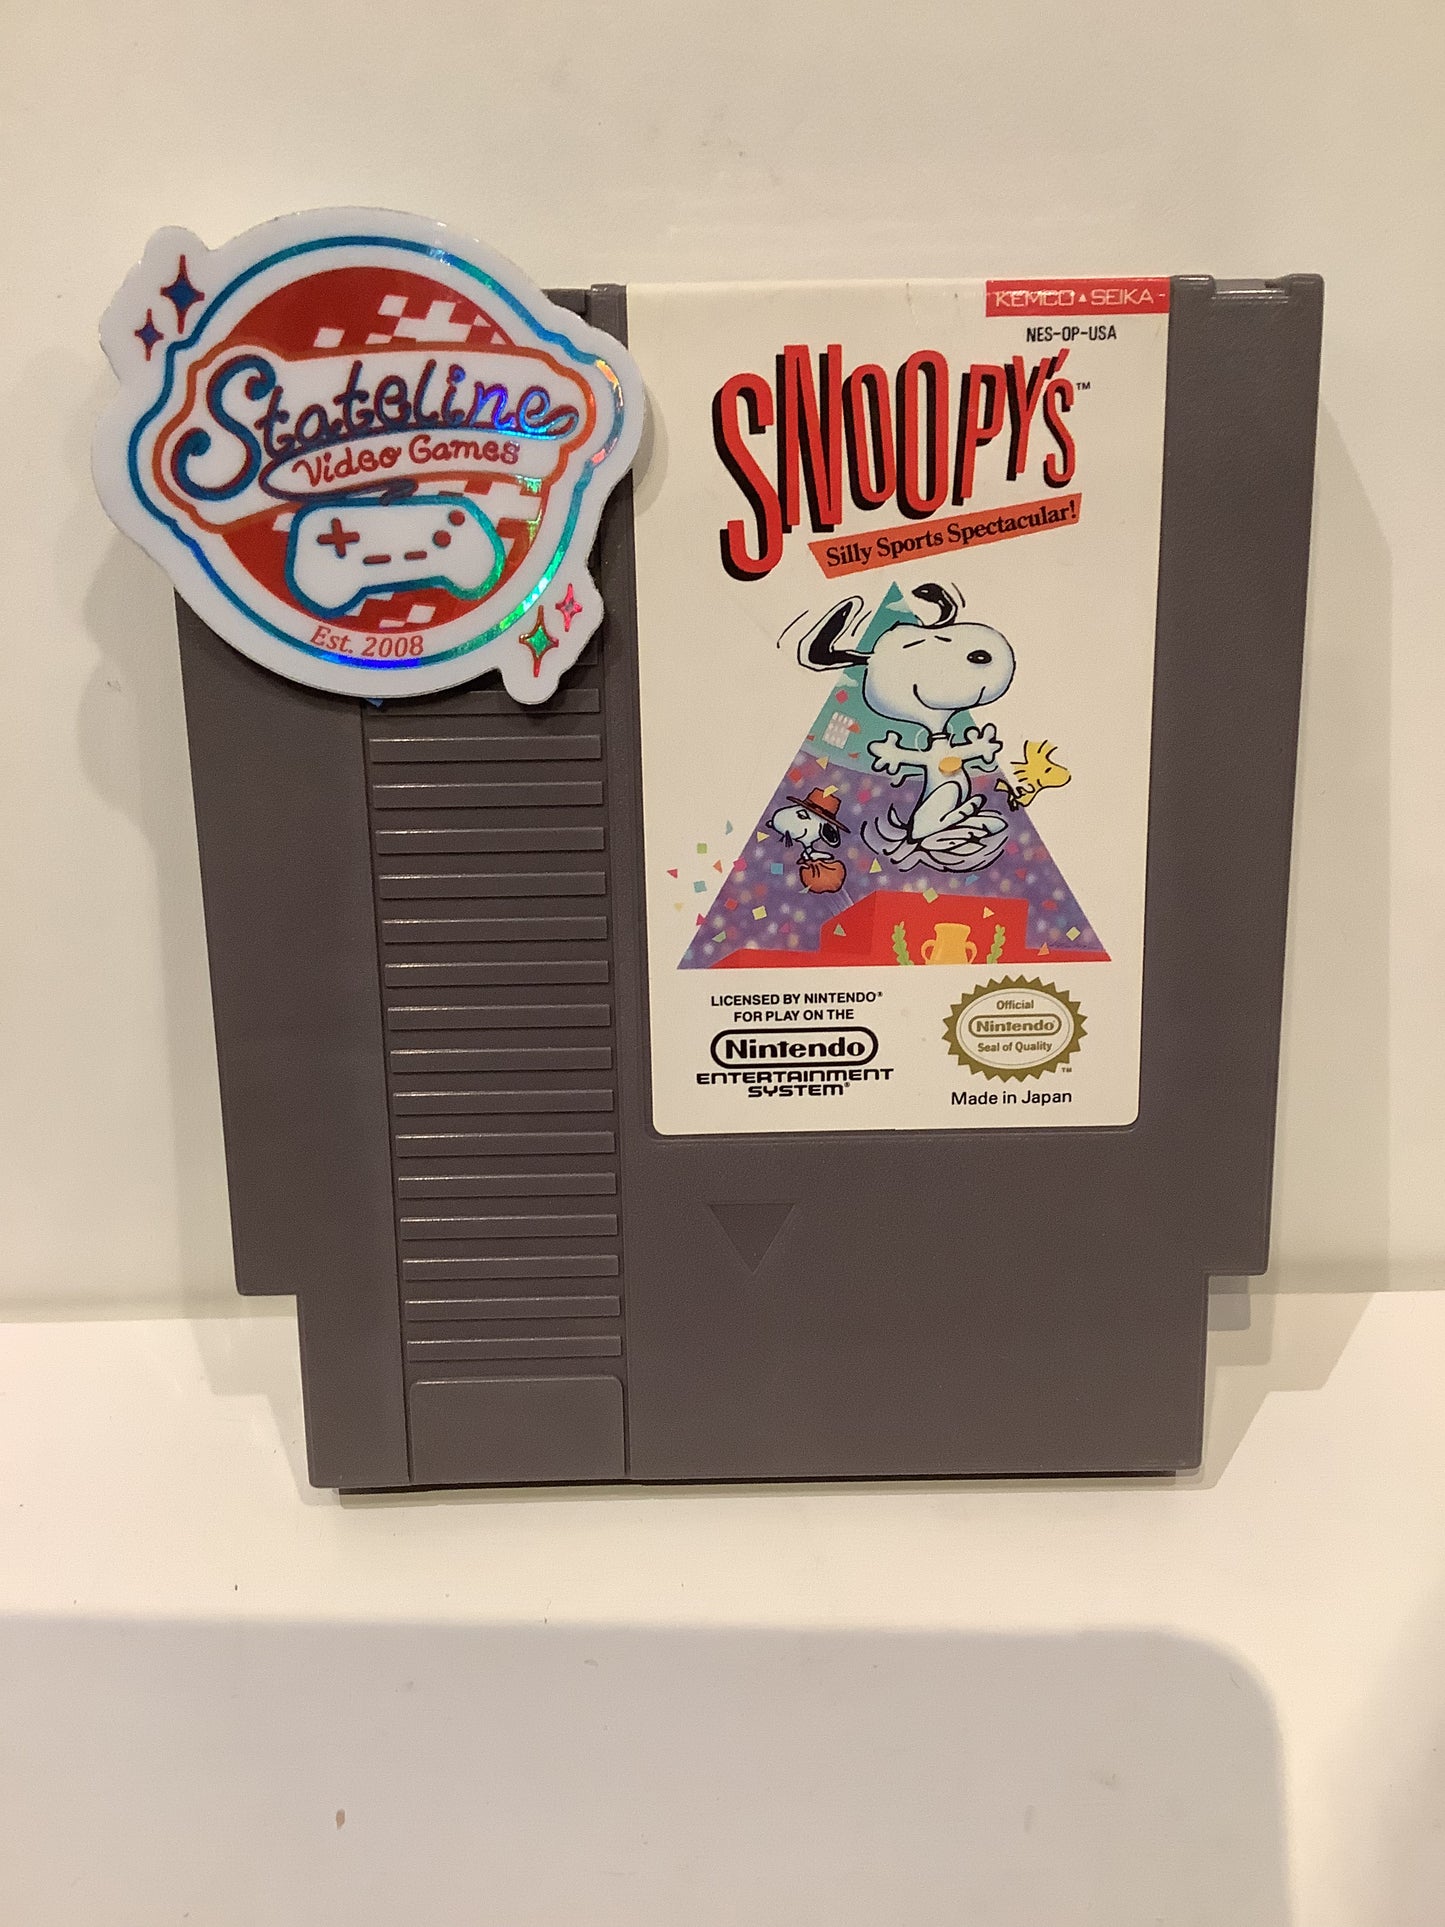 Stateline
Video Games
Est. 2008
KEMCO▲SEIKA
NES-OP-USA
SNOOPY'S™
Silly Sports Spectacular!
LICENSED BY NINTENDO®
FOR PLAY ON THE
Nintendo
ENTERTAINMENT
SYSTEM®
Official
Nintendo
Seal of Quality
TM
Made in Japan